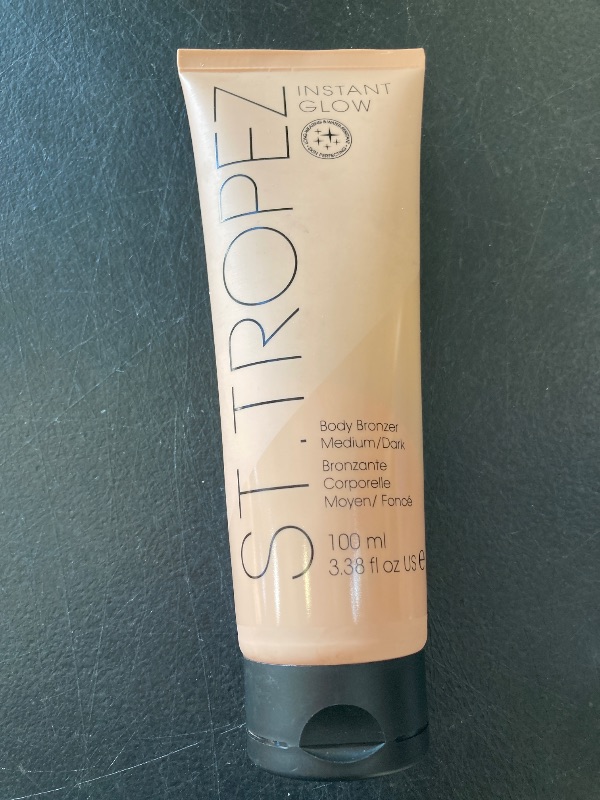 ST.TROPEZ
INSTANT
GLOW
Body Bronzer
Medium/Dark
Bronzante
Corporelle
Moyen/ Foncé
100 ml
3.38 fl oz US e